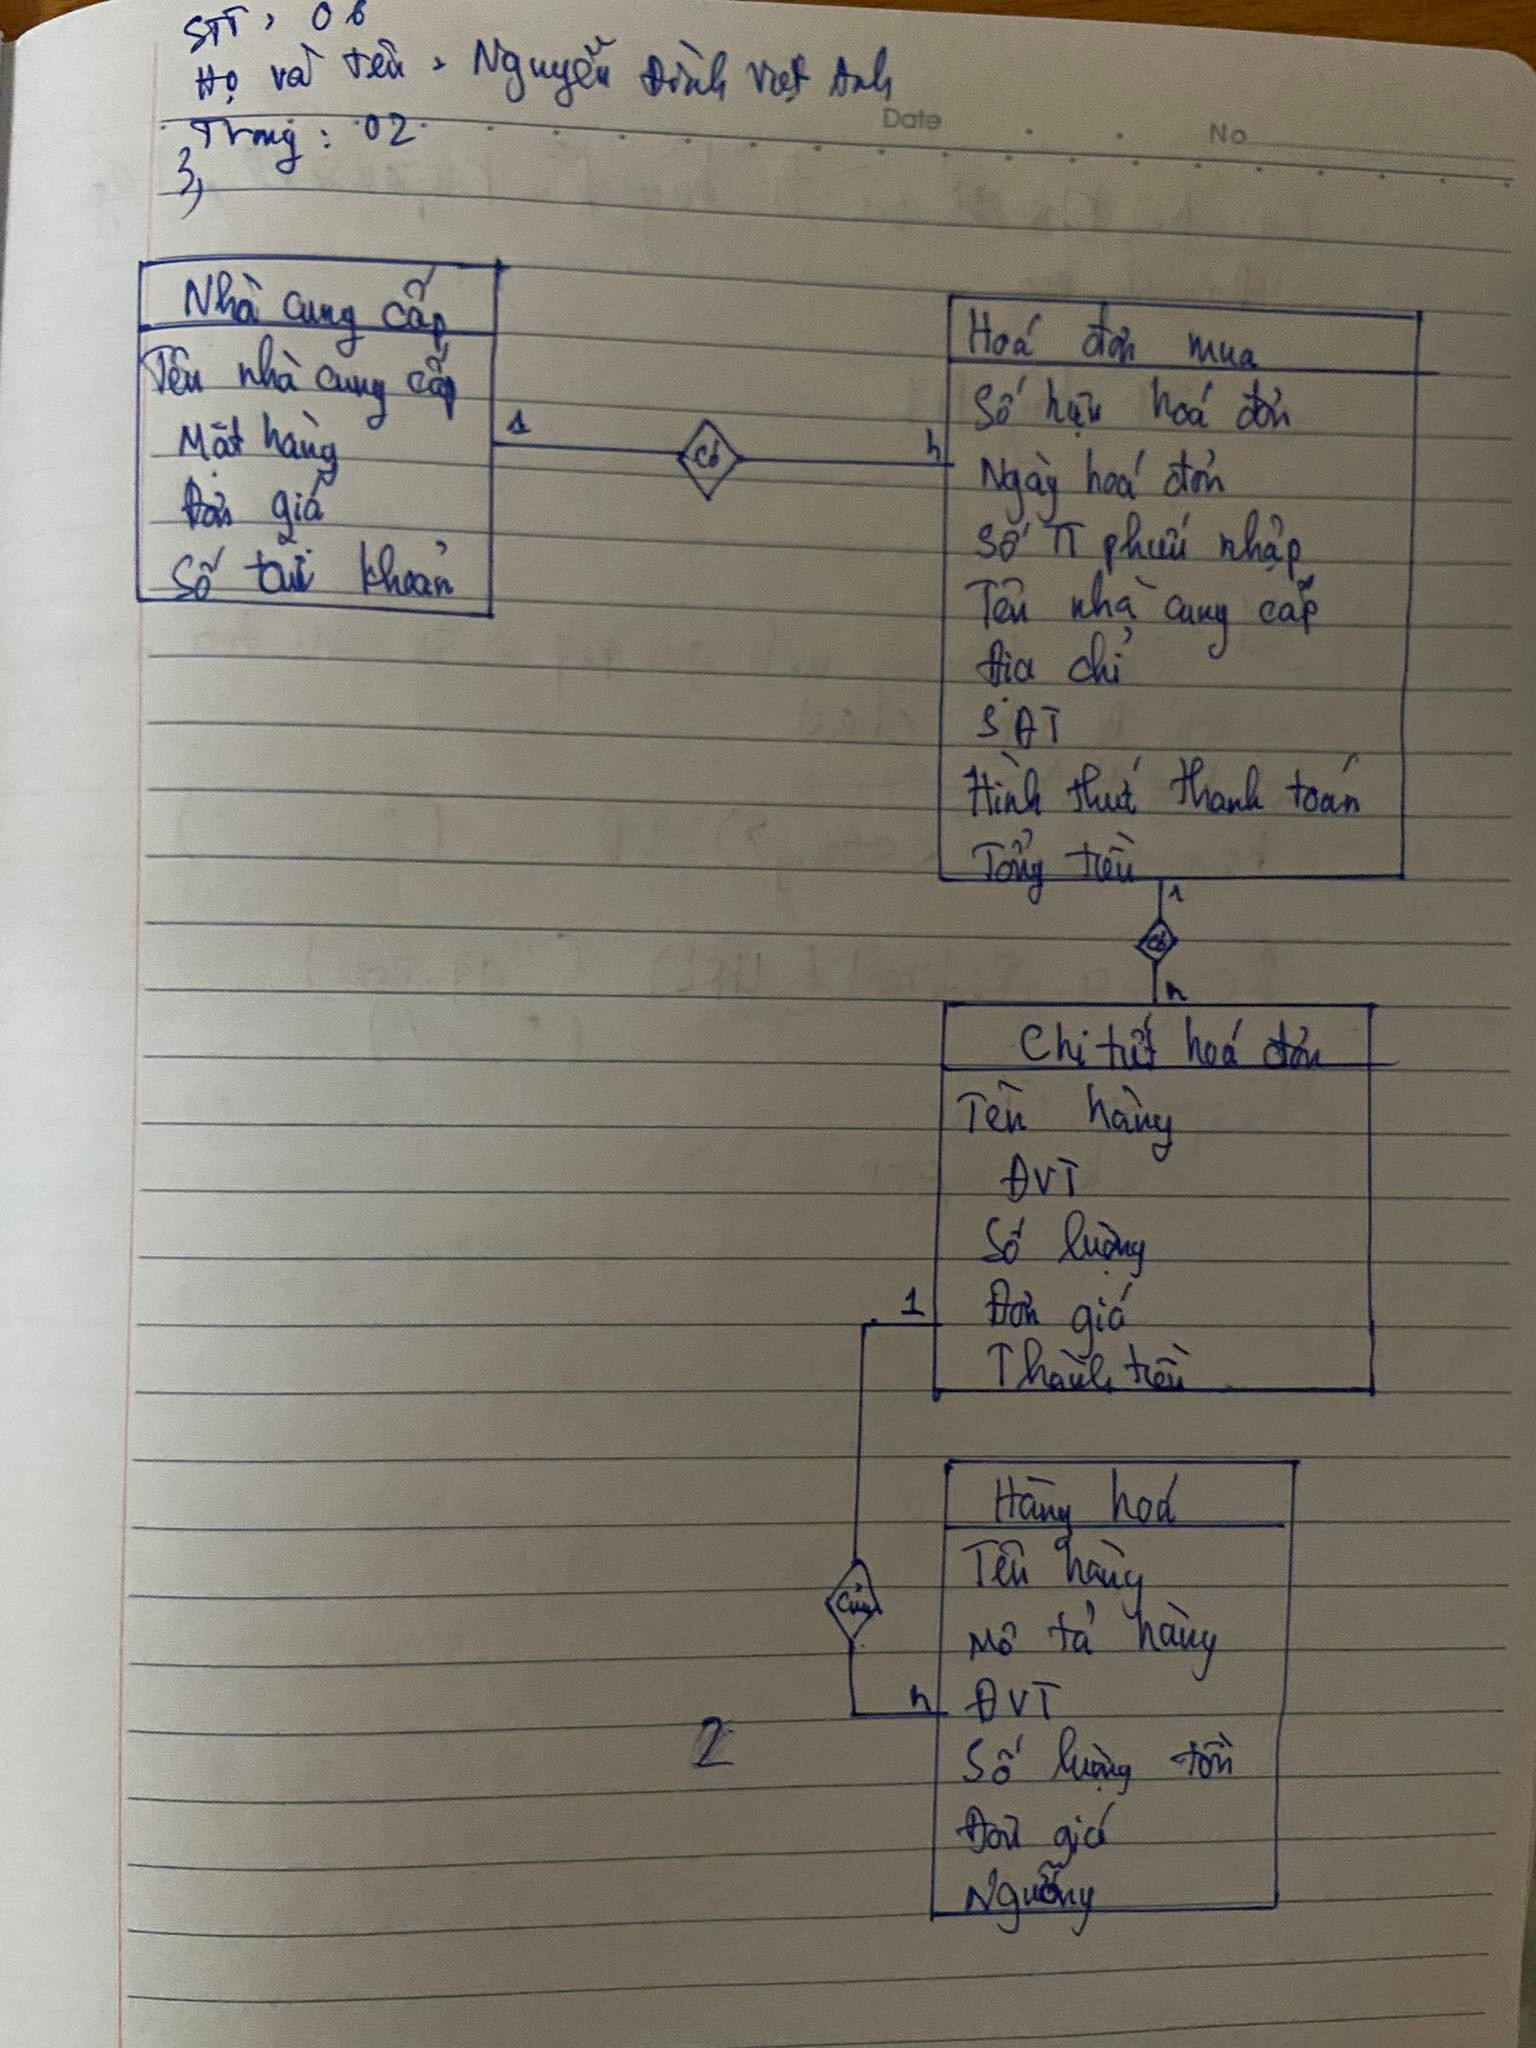 STT: 06
Họ và tên: Nguyễn Đình Việt Anh
Date No
Trang: 02
3,
Nhà cung cấp
Tên nhà cung cấp
Mặt hàng
Đơn giá
Số tài khoản
1
Có
n
Hoá đơn mua
Số hiệu hoá đơn
Ngày hoá đơn
Số TT phiếu nhập
Tên nhà cung cấp
Địa chỉ
SĐT
Hình thức thanh toán
Tổng tiền
1
Có
n
Chi tiết hoá đơn
Tên hàng
ĐVT
Số lượng
Đơn giá
Thành tiền
1
Của
n
Hàng hoá
Tên hàng
Mô tả hàng
ĐVT
Số lượng tồn
Đơn giá
Ngưỡng
2